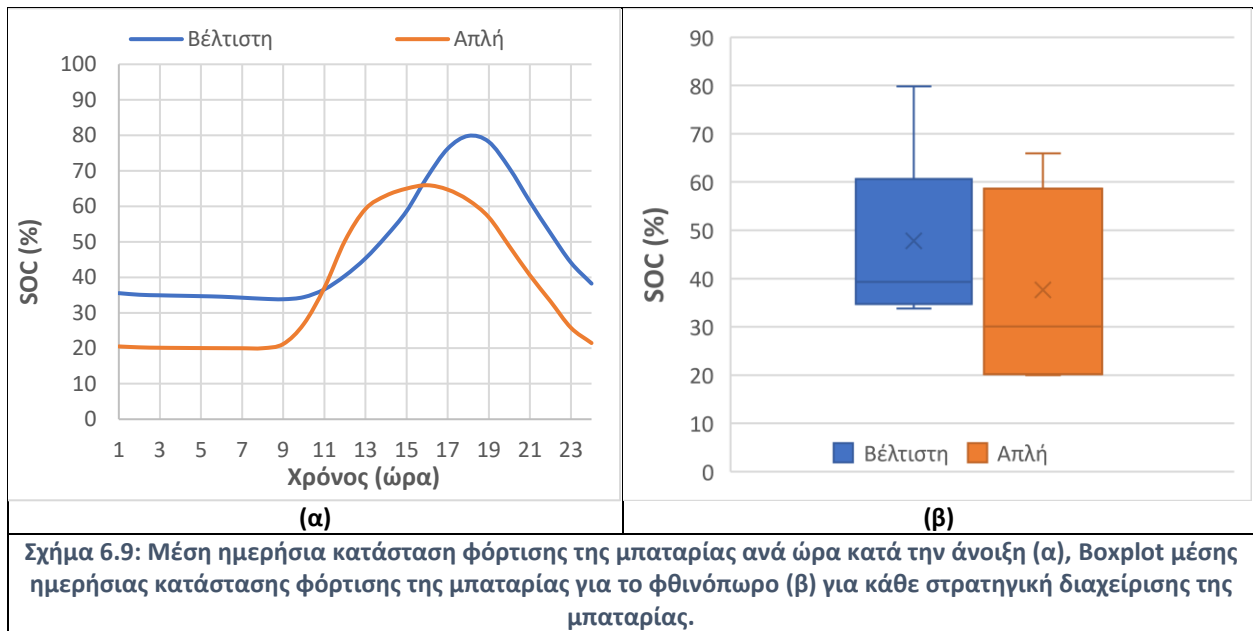 Βέλτιστη Απλή
100
90
80
70
60
50
40
30
20
10
0
SOC (%)
1 3 5 7 9 11 13 15 17 19 21 23
Χρόνος (ώρα)
90
80
70
60
50
40
30
20
10
0
SOC (%)
Βέλτιστη Απλή
(α) (β)
Σχήμα 6.9: Μέση ημερήσια κατάσταση φόρτισης της μπαταρίας ανά ώρα κατά την άνοιξη (α), Boxplot μέσης
ημερήσιας κατάστασης φόρτισης της μπαταρίας για το φθινόπωρο (β) για κάθε στρατηγική διαχείρισης της
μπαταρίας.